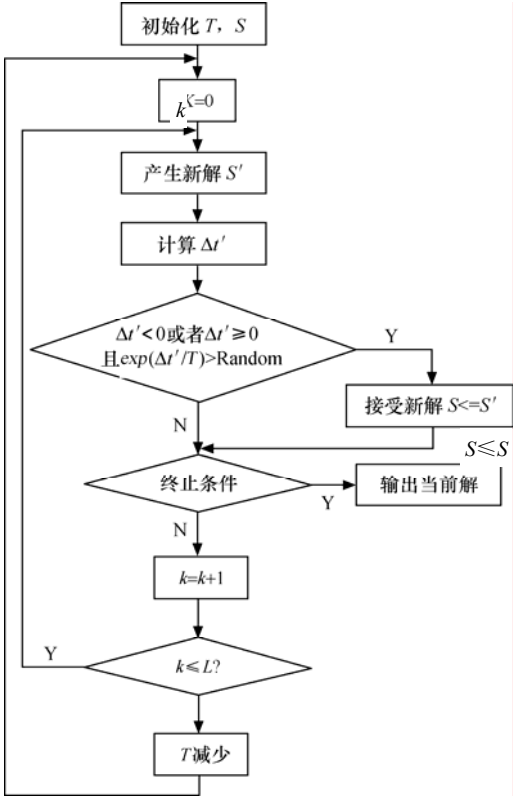 初始化 T，S
K=0
k
产生新解 S′
计算 Δt′
Δt′<0或者Δt′≥0
且exp(Δt′/T)>Random
Y
接受新解 S<=S′
N
S≤S
终止条件
Y
输出当前解
N
k=k+1
Y
k≤L?
T减少